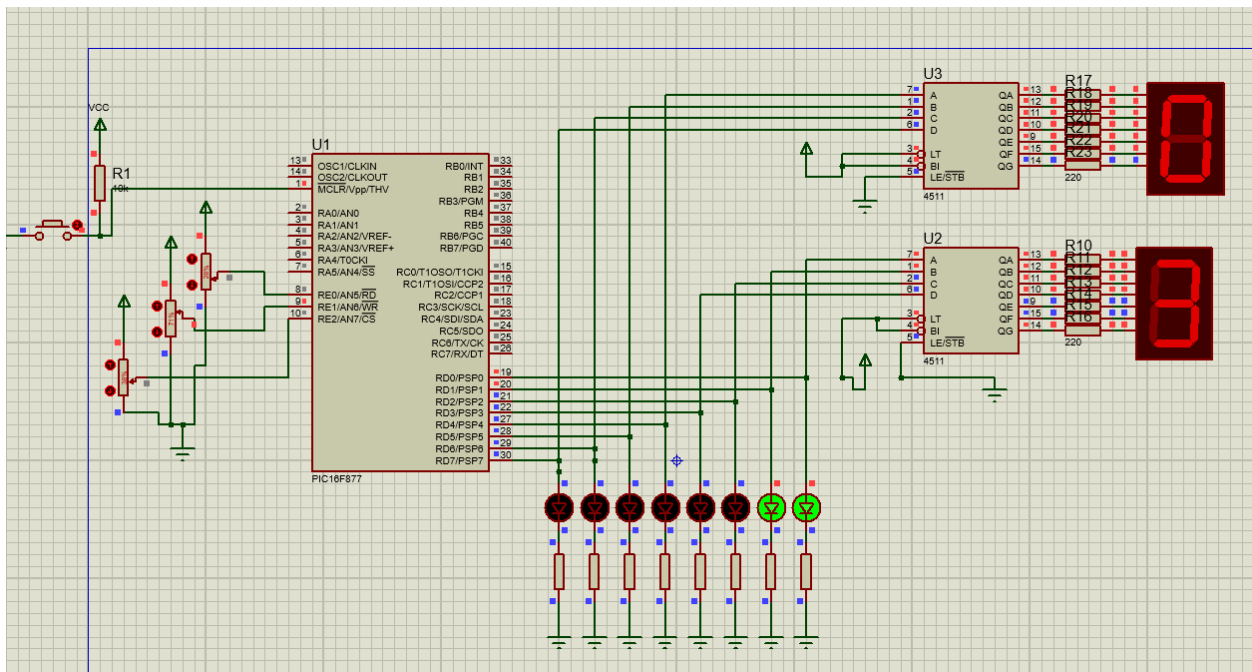 VCC
R1
10k
U1
13
14
1
2
3
4
5
6
7
8
9
10
OSC1/CLKIN
OSC2/CLKOUT
MCLR/Vpp/THV
RA0/AN0
RA1/AN1
RA2/AN2/VREF-
RA3/AN3/VREF+
RA4/T0CKI
RA5/AN4/SS
RE0/AN5/RD
RE1/AN6/WR
RE2/AN7/CS
RB0/INT
RB1
RB2
RB3/PGM
RB4
RB5
RB6/PGC
RB7/PGD
RC0/T1OSO/T1CKI
RC1/T1OSI/CCP2
RC2/CCP1
RC3/SCK/SCL
RC4/SDI/SDA
RC5/SDO
RC6/TX/CK
RC7/RX/DT
RD0/PSP0
RD1/PSP1
RD2/PSP2
RD3/PSP3
RD4/PSP4
RD5/PSP5
RD6/PSP6
RD7/PSP7
33
34
35
36
37
38
39
40
15
16
17
18
23
24
25
26
19
20
21
22
27
28
29
30
PIC16F877
71%
U3
7
1
2
6
3
4
5
A
B
C
D
LT
BI
LE/STB
QA
QB
QC
QD
QE
QF
QG
13
12
11
10
9
15
14
4511
R17
R18
R19
R20
R21
R22
R23
220
0
U2
7
1
2
6
3
4
5
A
B
C
D
LT
BI
LE/STB
QA
QB
QC
QD
QE
QF
QG
13
12
11
10
9
15
14
4511
R10
R11
R12
R13
R14
R15
R16
220
3